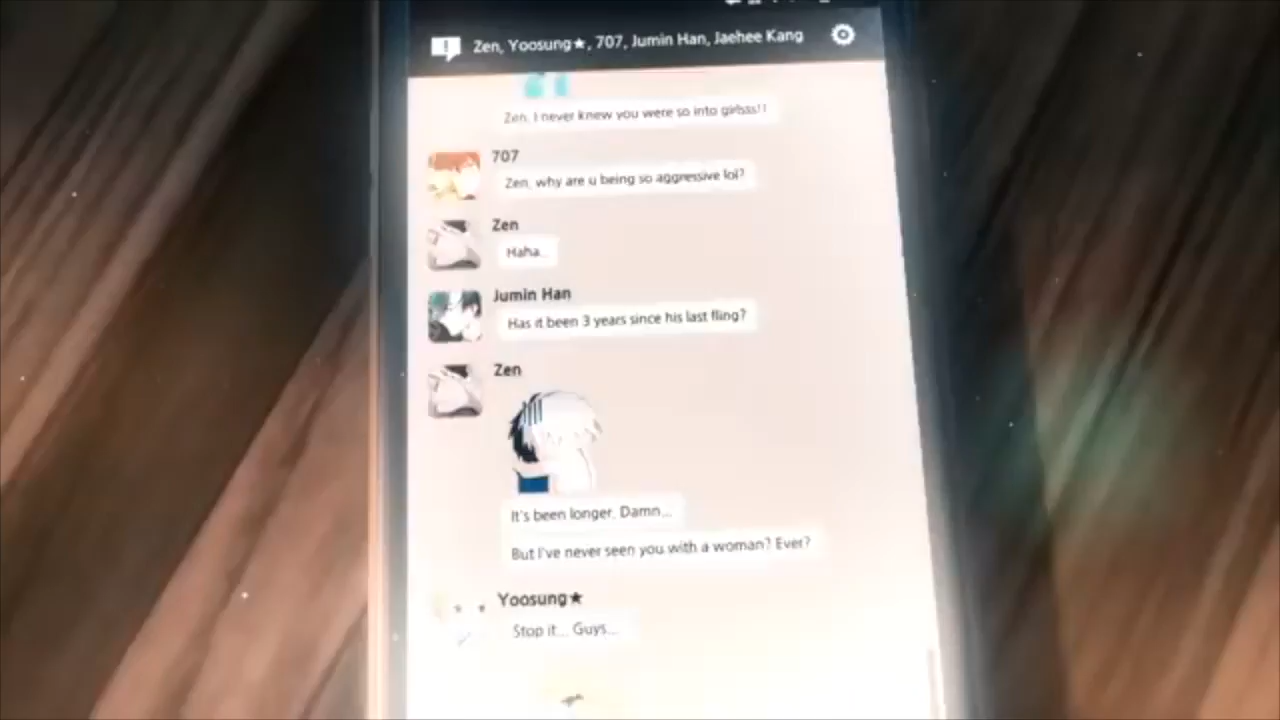 Zen, Yoosung★, 707, Jumin Han, Jaehee Kang
Zen, I never knew you were so into girlsss!!
707
Zen, why are u being so aggressive lol?
Zen
Haha..
Jumin Han
Has it been 3 years since his last fling?
Zen
It's been longer, Damn...
But I've never seen you with a woman? Ever?
Yoosung★
Stop it... Guys...